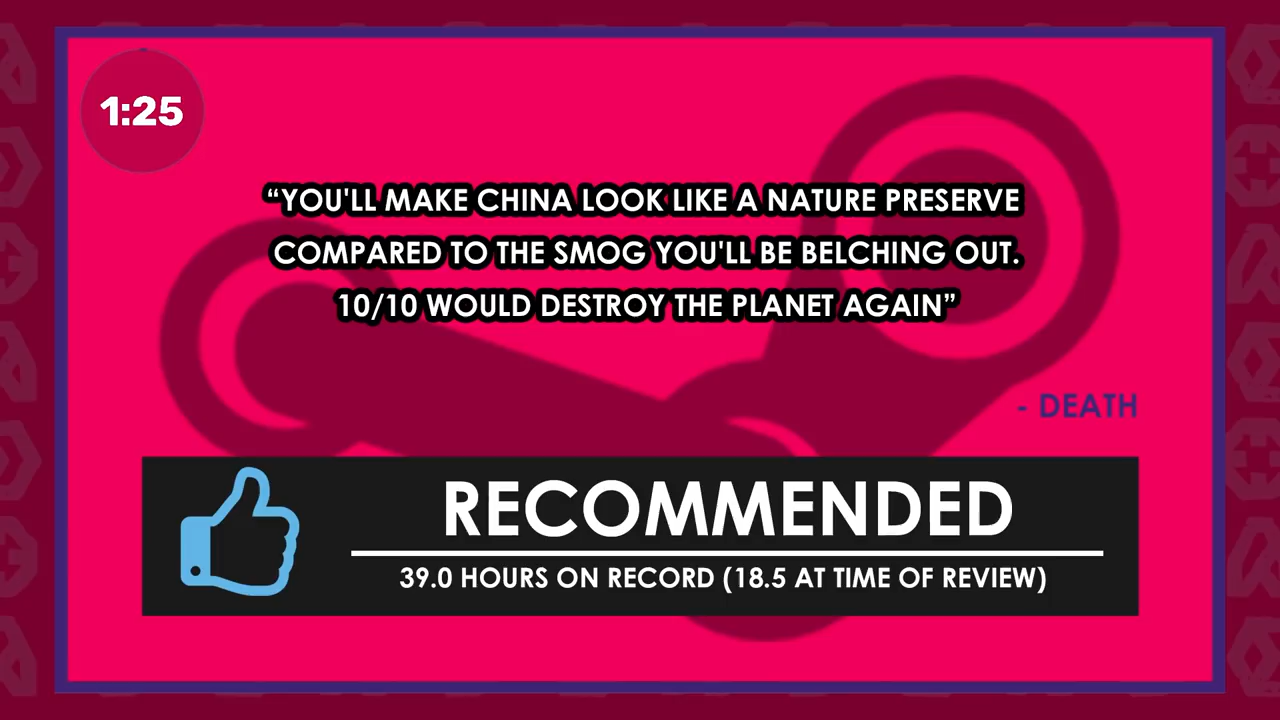 1:25
“YOU'LL MAKE CHINA LOOK LIKE A NATURE PRESERVE
COMPARED TO THE SMOG YOU'LL BE BELCHING OUT.
10/10 WOULD DESTROY THE PLANET AGAIN”
- DEATH
RECOMMENDED
39.0 HOURS ON RECORD (18.5 AT TIME OF REVIEW)